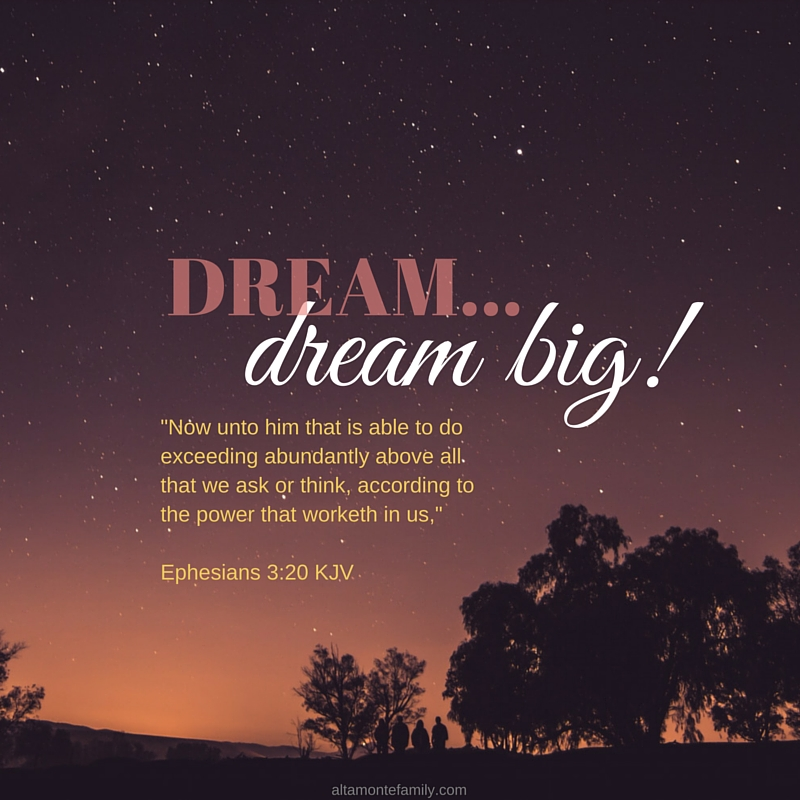 DREAM...
dream big!
"Now unto him that is able to do
exceeding abundantly above all
that we ask or think, according to
the power that worketh in us,"
Ephesians 3:20 KJV
altamontefamily.com